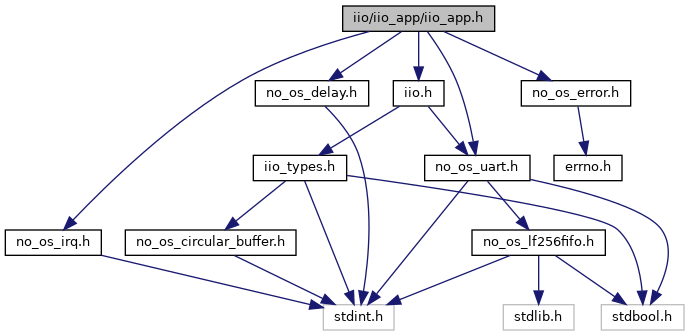 iio/iio_app/iio_app.h
no_os_delay.h
iio.h
no_os_error.h
iio_types.h
no_os_uart.h
errno.h
no_os_irq.h
no_os_circular_buffer.h
no_os_lf256fifo.h
stdint.h
stdlib.h
stdbool.h